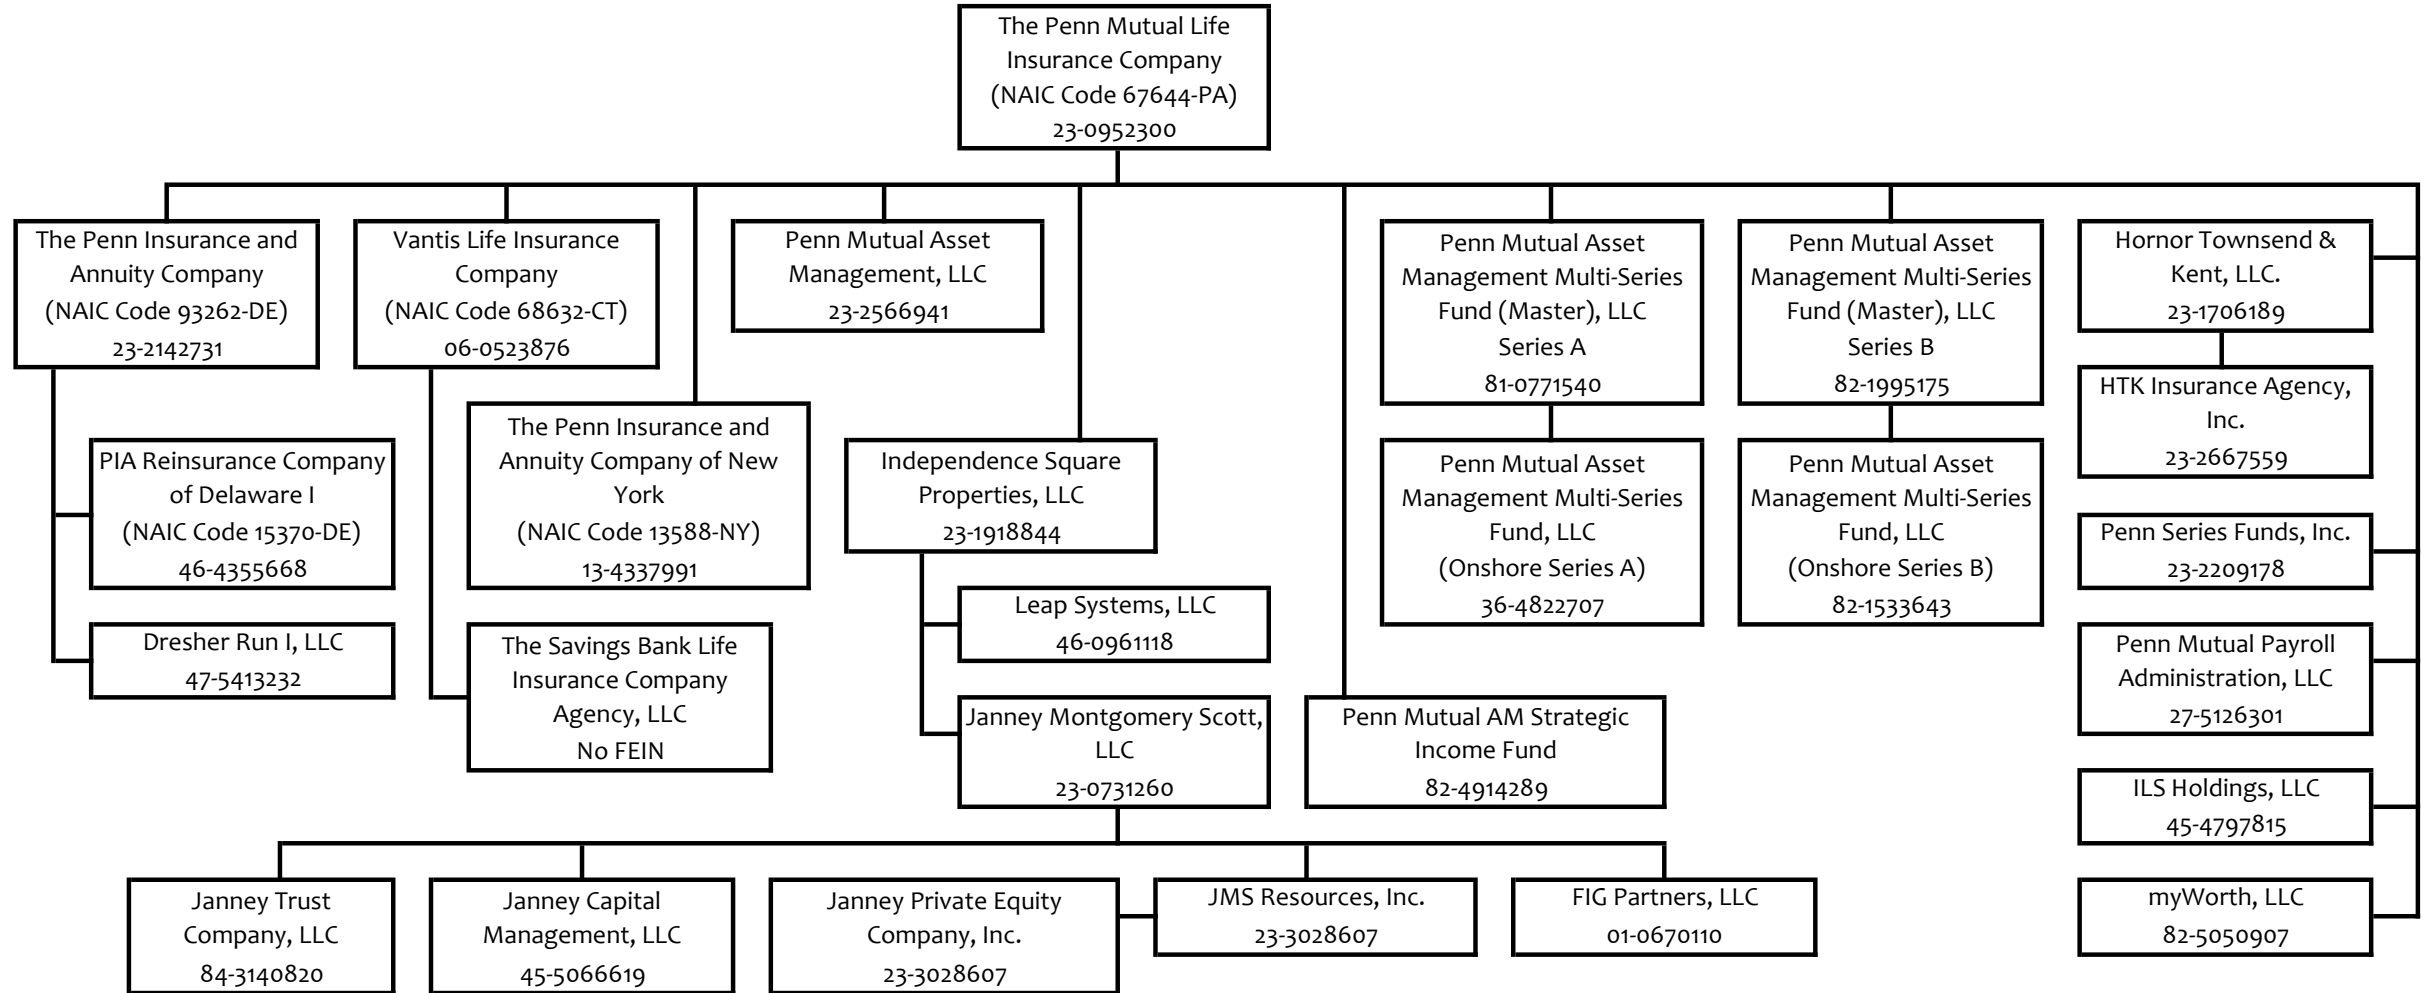 The Penn Mutual Life
Insurance Company
(NAIC Code 67644-PA)
23-0952300
The Penn Insurance and
Annuity Company
(NAIC Code 93262-DE)
23-2142731
Vantis Life Insurance
Company
(NAIC Code 68632-CT)
06-0523876
Penn Mutual Asset
Management, LLC
23-2566941
Penn Mutual Asset
Management Multi-Series
Fund (Master), LLC
Series A
81-0771540
Penn Mutual Asset
Management Multi-Series
Fund (Master), LLC
Series B
82-1995175
Hornor Townsend &
Kent, LLC.
23-1706189
HTK Insurance Agency,
Inc.
23-2667559
The Penn Insurance and
Annuity Company of New
York
(NAIC Code 13588-NY)
13-4337991
PIA Reinsurance Company
of Delaware I
(NAIC Code 15370-DE)
46-4355668
Independence Square
Properties, LLC
23-1918844
Penn Mutual Asset
Management Multi-Series
Fund, LLC
(Onshore Series A)
36-4822707
Penn Mutual Asset
Management Multi-Series
Fund, LLC
(Onshore Series B)
82-1533643
Penn Series Funds, Inc.
23-2209178
Leap Systems, LLC
46-0961118
Dresher Run I, LLC
47-5413232
The Savings Bank Life
Insurance Company
Agency, LLC
No FEIN
Penn Mutual Payroll
Administration, LLC
27-5126301
Janney Montgomery Scott,
LLC
23-0731260
Penn Mutual AM Strategic
Income Fund
82-4914289
ILS Holdings, LLC
45-4797815
Janney Trust
Company, LLC
84-3140820
Janney Capital
Management, LLC
45-5066619
Janney Private Equity
Company, Inc.
23-3028607
JMS Resources, Inc.
23-3028607
FIG Partners, LLC
01-0670110
myWorth, LLC
82-5050907